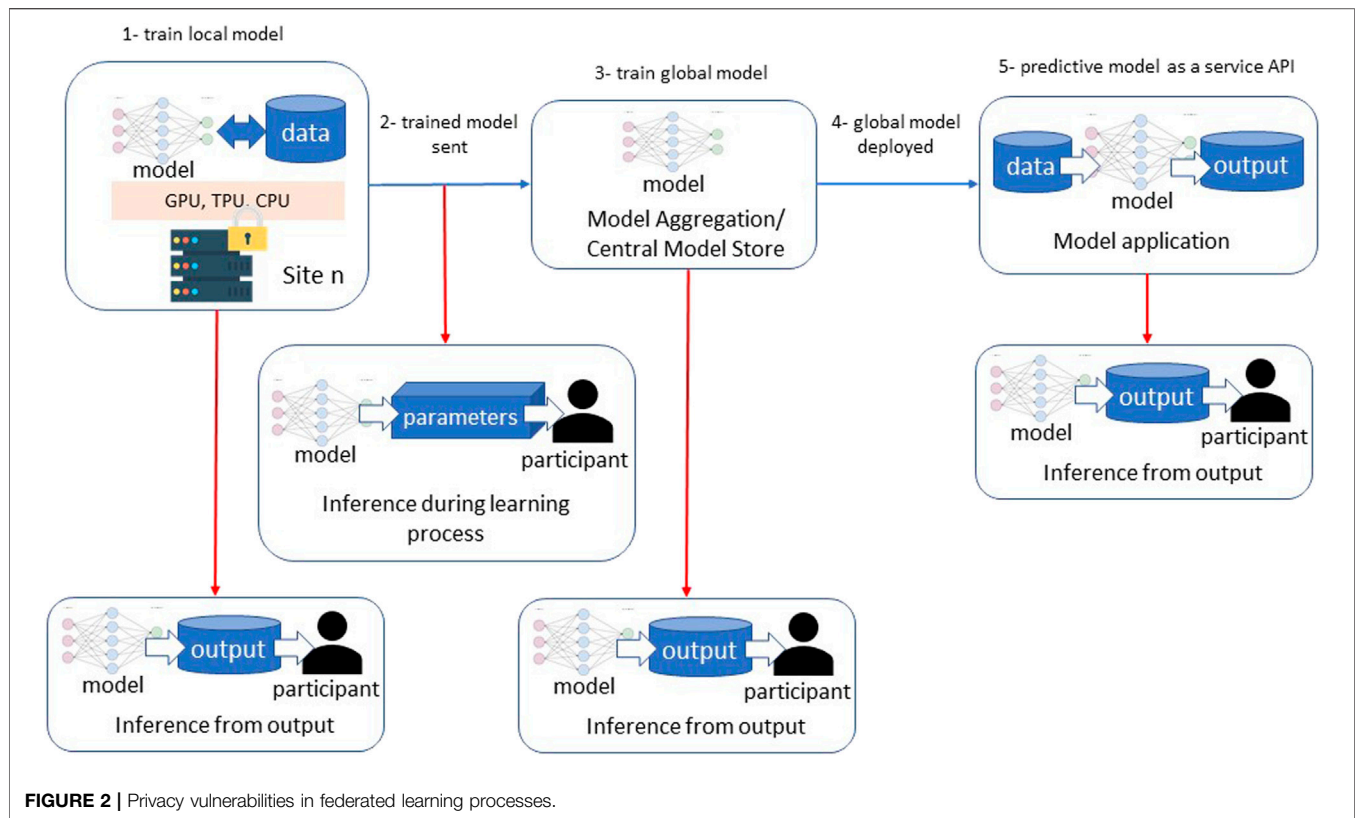 1- train local model
data
model
GPU, TPU. CPU
Site n
2- trained model
sent
3- train global model
model
Model Aggregation/
Central Model Store
4- global model
deployed
5- predictive model as a service API
data
output
model
Model application
parameters
model
participant
Inference during learning
process
output
model
participant
Inference from output
output
model
participant
Inference from output
output
model
participant
Inference from output
FIGURE 2 | Privacy vulnerabilities in federated learning processes.